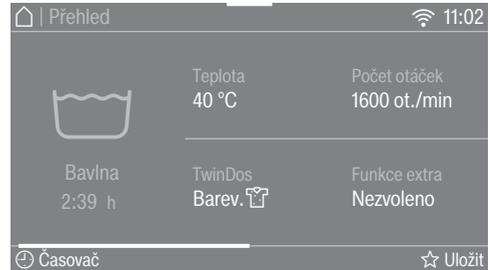 | Přehled 11:02
Teplota
40 °C
Počet otáček
1600 ot./min
Bavlna
2:39 h
TwinDos
Barev.
Funkce extra
Nezvoleno
Časovač
Uložit